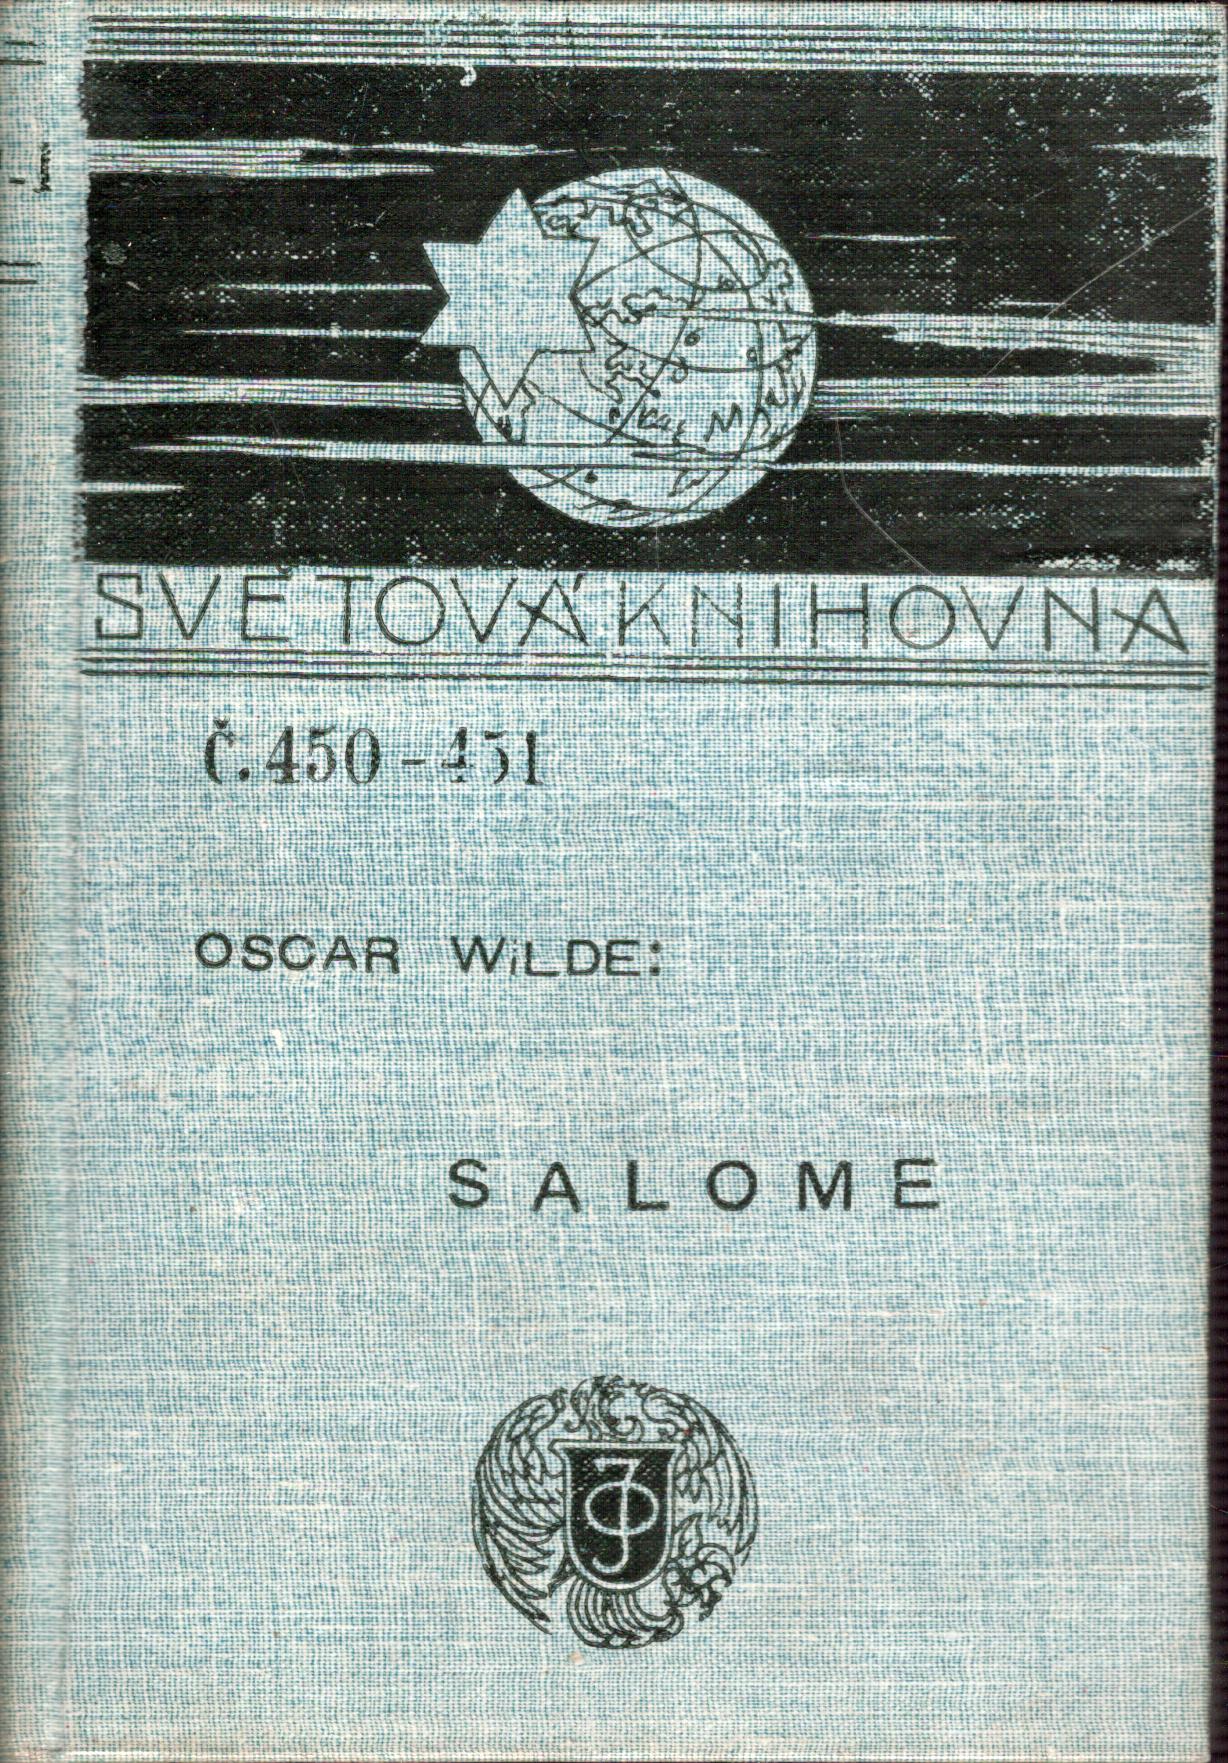 SVĚTOVÁ KNIHOVNA
Č. 450 - 451
OSCAR WiLDE:
SALOME